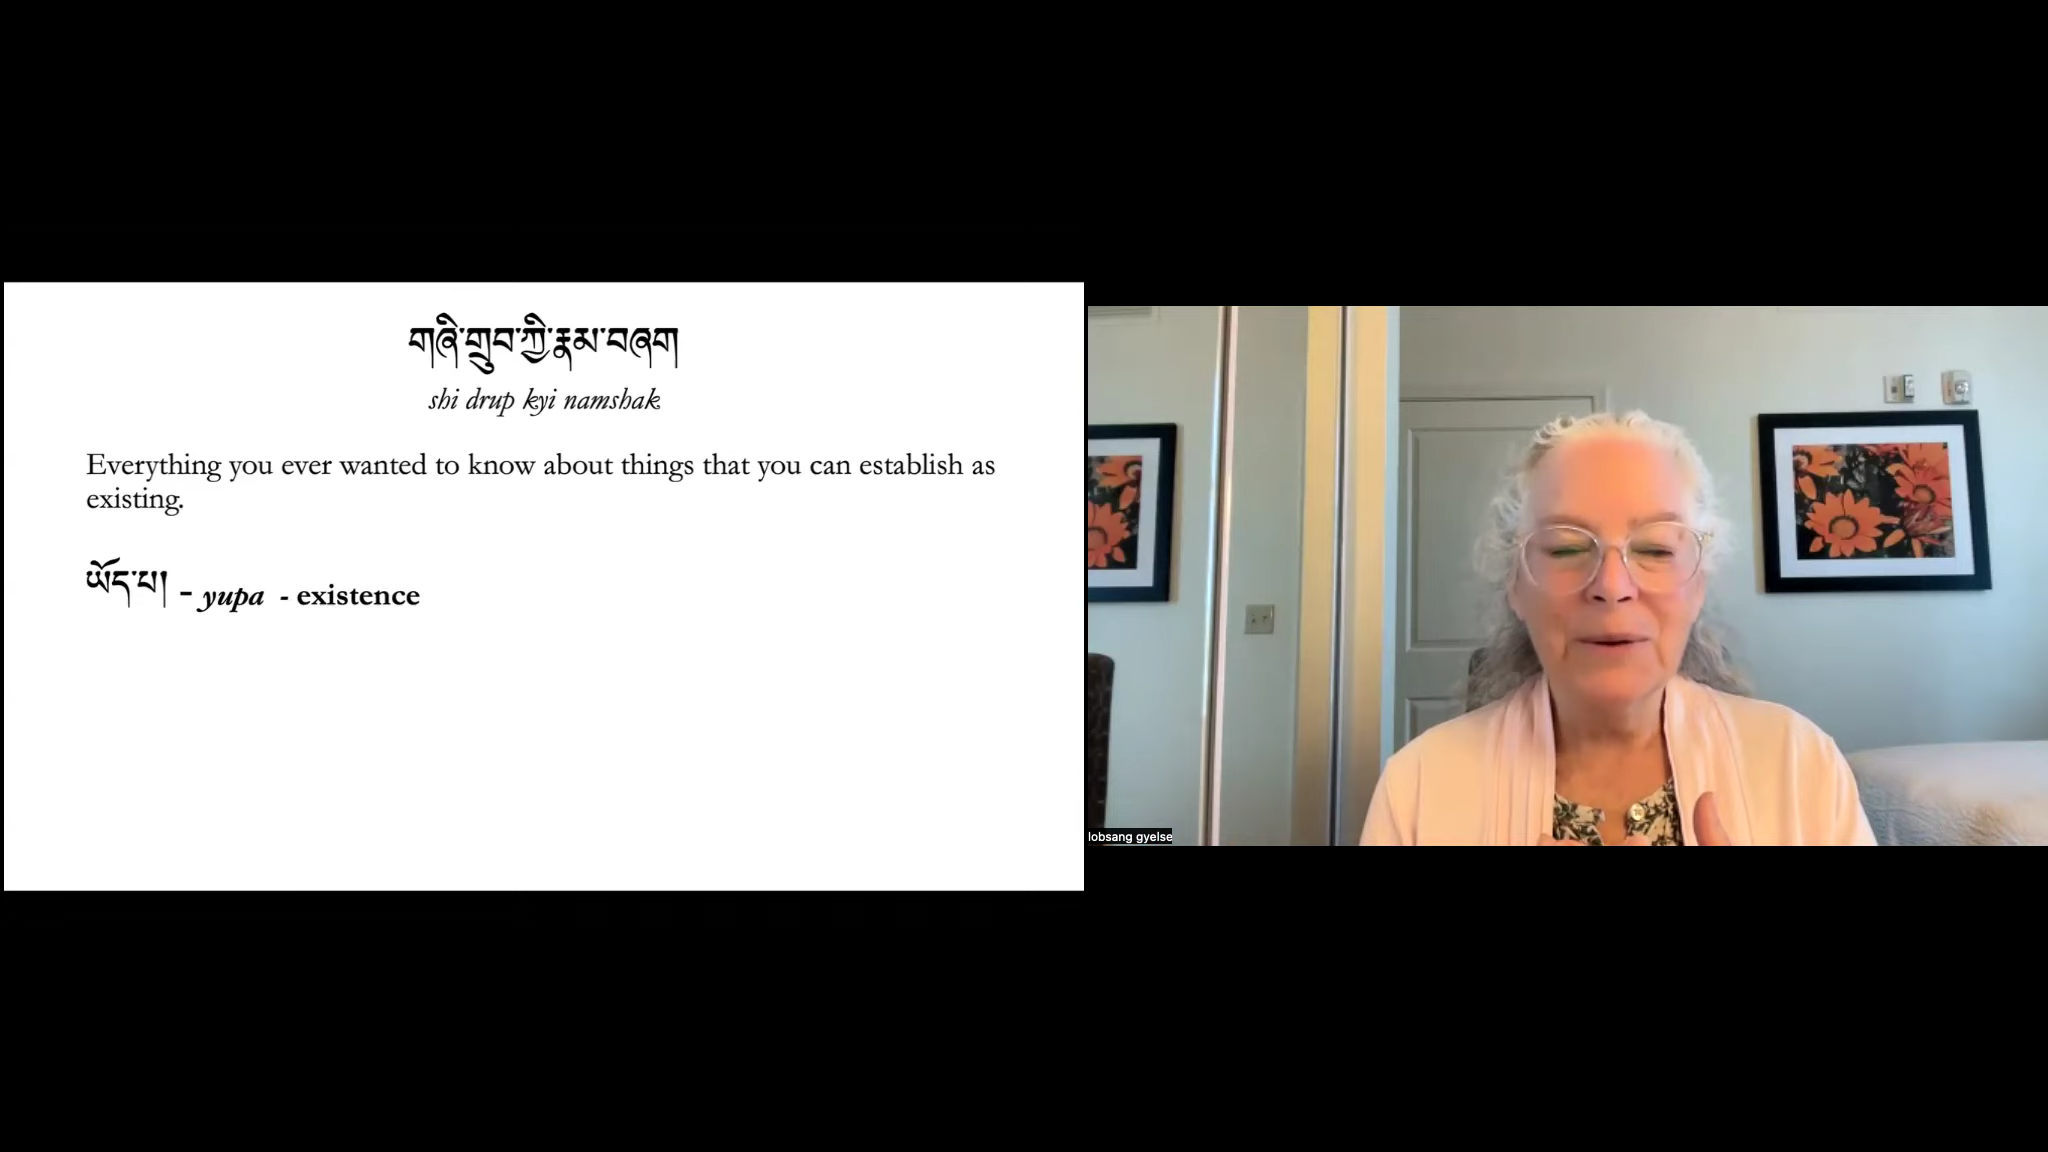 གཞི་གྲུབ་ཀྱི་རྣམ་བཞག
shi drup kyi namshak
Everything you ever wanted to know about things that you can establish as
existing.
ཡོད་པ། - yupa - existence
lobsang gyelse